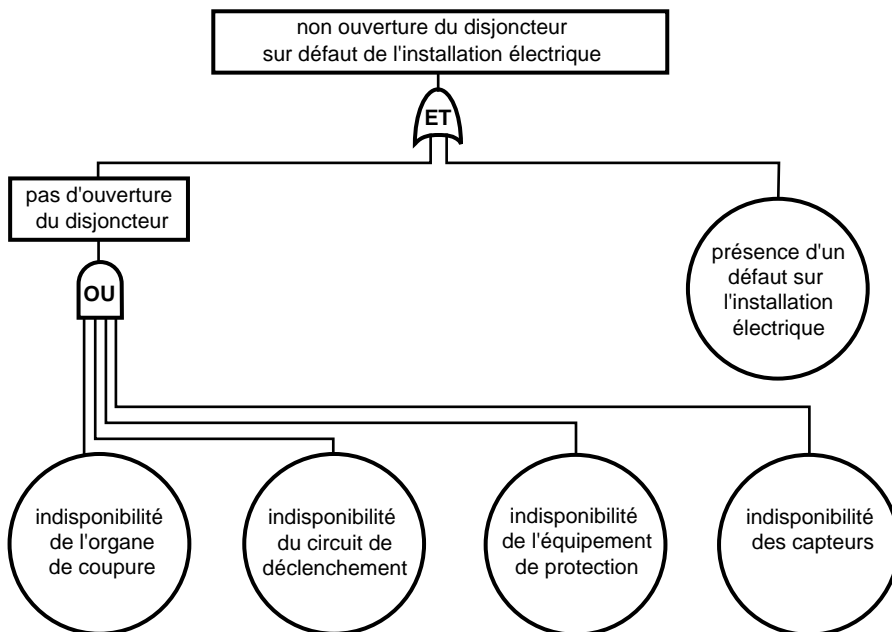 non ouverture du disjoncteur
sur défaut de l'installation électrique
ET
pas d'ouverture
du disjoncteur
OU
présence d'un
défaut sur
l'installation
électrique
indisponibilité
de l'organe
de coupure
indisponibilité
du circuit de
déclenchement
indisponibilité
de l'équipement
de protection
indisponibilité
des capteurs